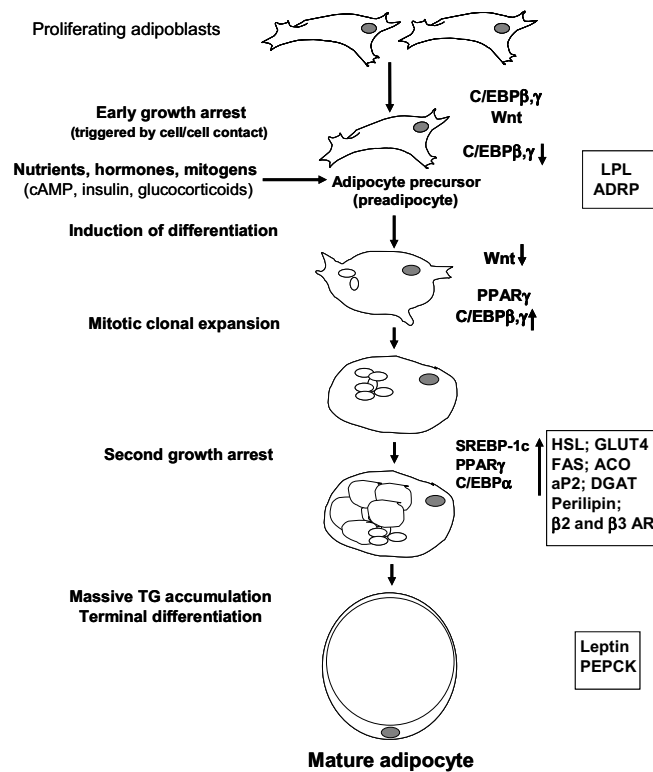 Proliferating adipoblasts
C/EBPβ,γ
Wnt
Early growth arrest
(triggered by cell/cell contact)
C/EBPβ,γ
LPL
ADRP
Nutrients, hormones, mitogens
(cAMP, insulin, glucocorticoids)
Adipocyte precursor
(preadipocyte)
Induction of differentiation
Wnt
PPARγ
C/EBPβ,γ
Mitotic clonal expansion
Second growth arrest
SREBP-1c
PPARγ
C/EBPα
HSL; GLUT4
FAS; ACO
aP2; DGAT
Perilipin;
β2 and β3 AR
Massive TG accumulation
Terminal differentiation
Leptin
PEPCK
Mature adipocyte